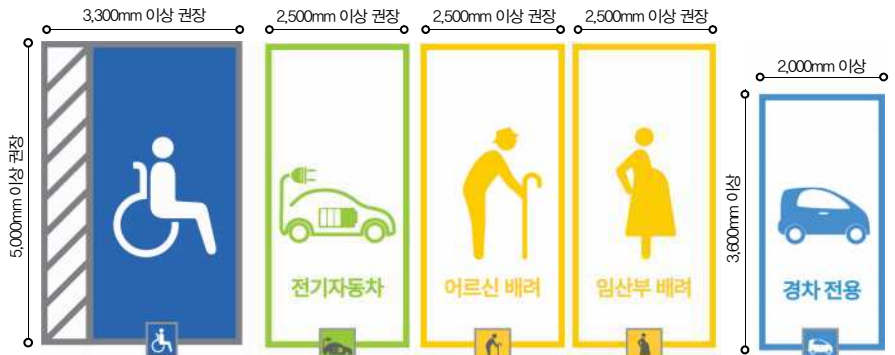 3,300mm 이상 권장
2,500mm 이상 권장
2,500mm 이상 권장
2,500mm 이상 권장
2,000mm 이상
5,000mm 이상 권장
3,600mm 이상
전기자동차
어르신 배려
임산부 배려
경차 전용